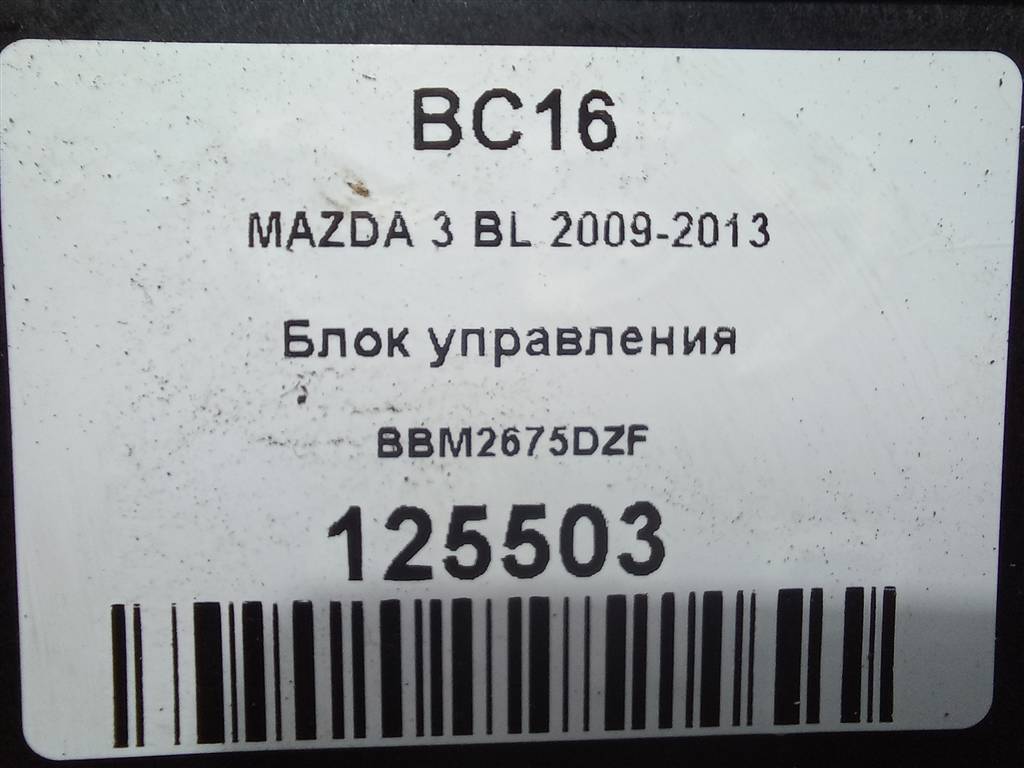 BC16
MAZDA 3 BL 2009-2013
Блок управления
BBM2675DZF
125503